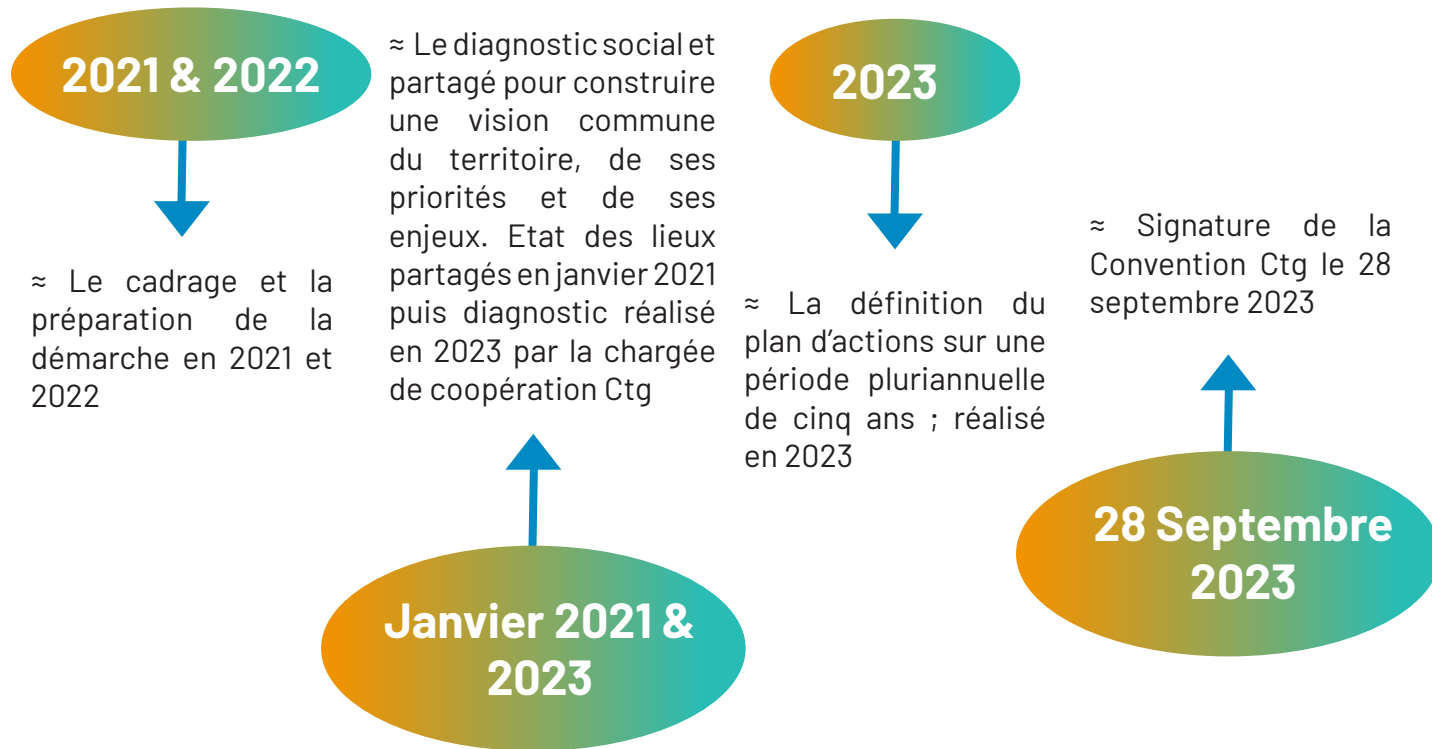 2021 & 2022
≈ Le cadrage et la
préparation de la
démarche en 2021 et
2022
≈ Le diagnostic social et
partagé pour construire
une vision commune
du territoire, de ses
priorités et de ses
enjeux. Etat des lieux
partagés en janvier 2021
puis diagnostic réalisé
en 2023 par la chargée
de coopération Ctg
Janvier 2021 &
2023
2023
≈ La définition du
plan d’actions sur une
période pluriannuelle
de cinq ans ; réalisé
en 2023
≈ Signature de la
Convention Ctg le 28
septembre 2023
28 Septembre
2023